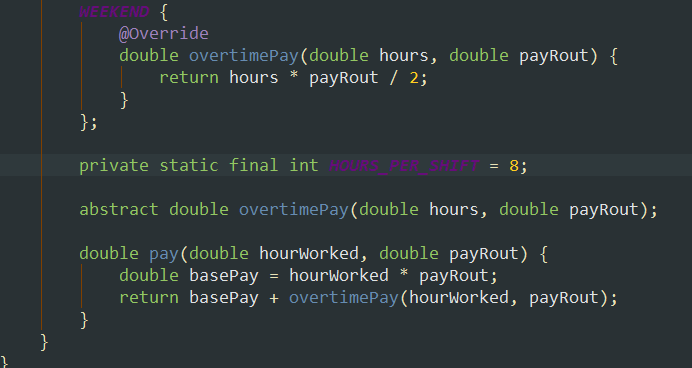 WEEKEND {
@Override
double overtimePay(double hours, double payRout) {
return hours * payRout / 2;
}
};
private static final int HOURS_PER_SHIFT = 8;
abstract double overtimePay(double hours, double payRout);
double pay(double hourWorked, double payRout) {
double basePay = hourWorked * payRout;
return basePay + overtimePay(hourWorked, payRout);
}
}
}